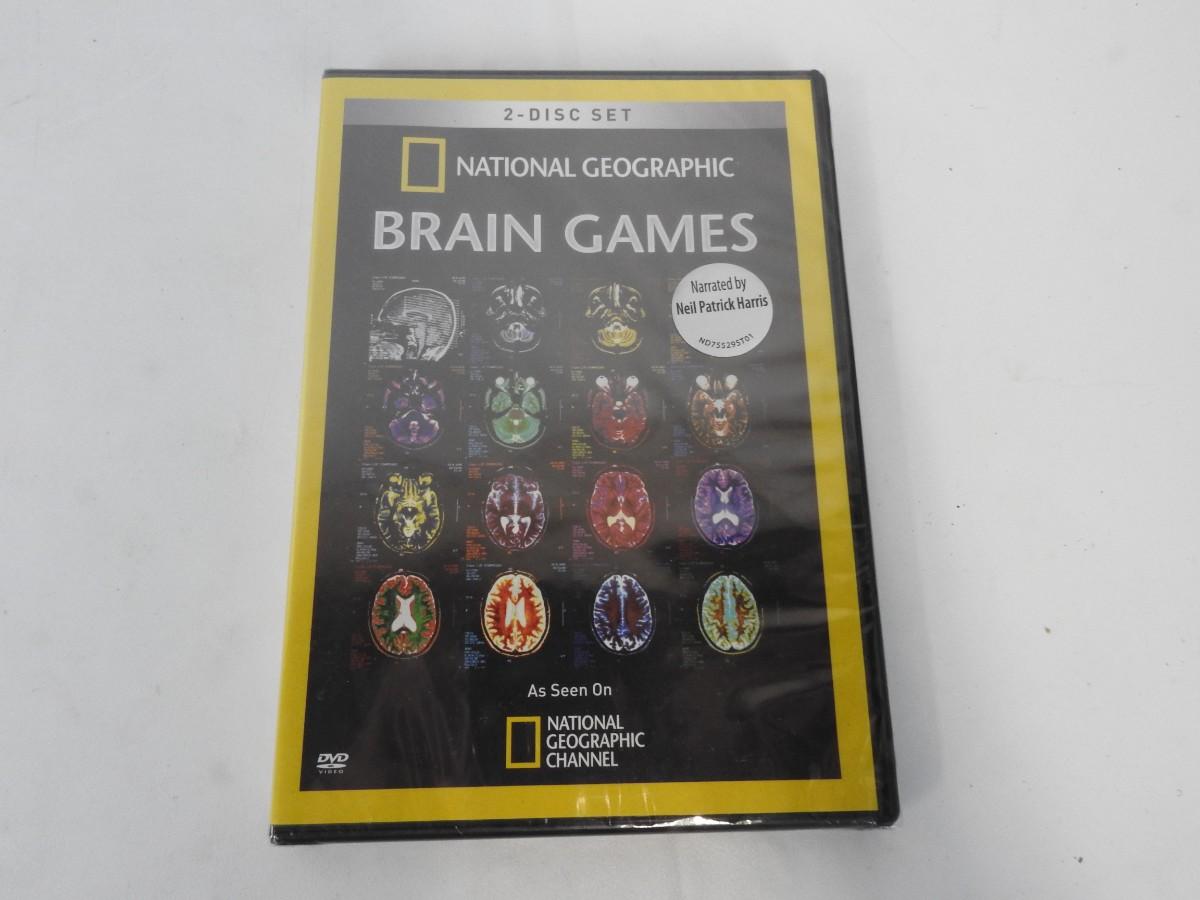 2-DISC SET
NATIONAL GEOGRAPHIC
BRAIN GAMES
Narrated by
Neil Patrick Harris
ND755295T01
As Seen On
NATIONAL
GEOGRAPHIC
CHANNEL
DVD
VIDEO